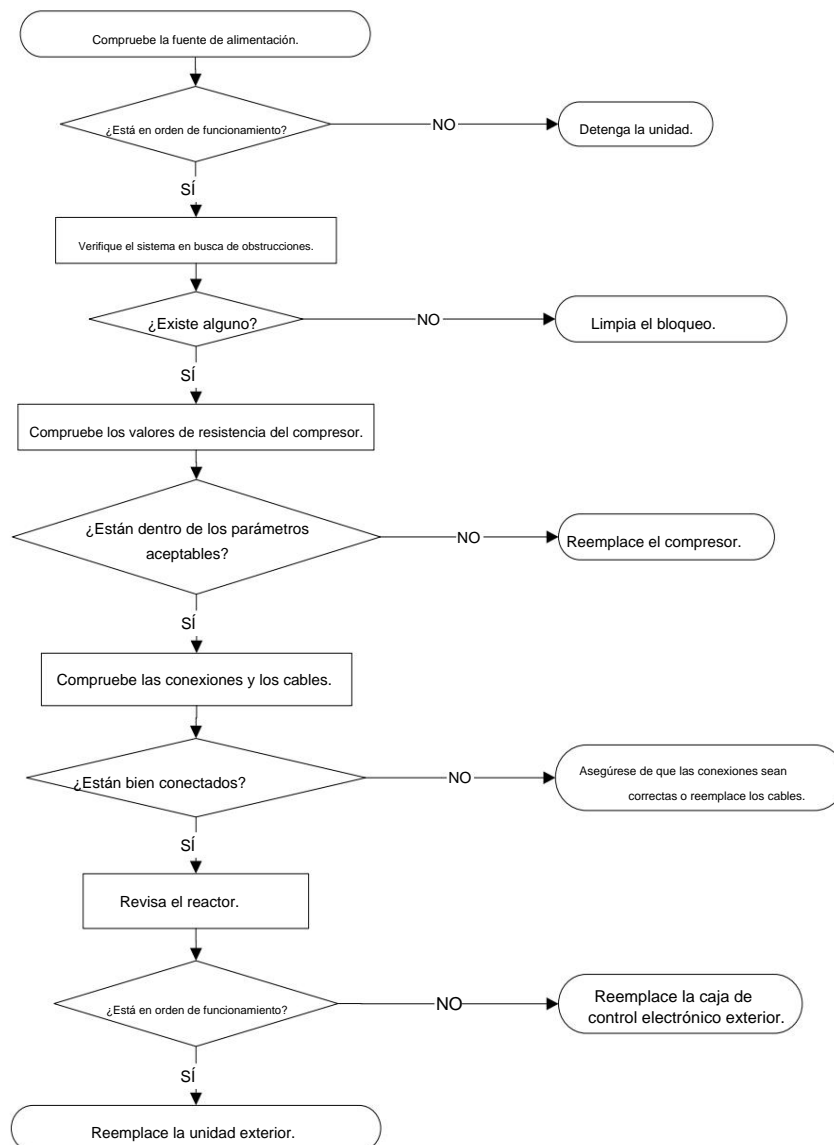 Compruebe la fuente de alimentación.
¿Está en orden de funcionamiento?
NO
Detenga la unidad.
SÍ
Verifique el sistema en busca de obstrucciones.
¿Existe alguno?
NO
Limpia el bloqueo.
SÍ
Compruebe los valores de resistencia del compresor.
¿Están dentro de los parámetros
aceptables?
NO
Reemplace el compresor.
SÍ
Compruebe las conexiones y los cables.
¿Están bien conectados?
NO
Asegúrese de que las conexiones sean
correctas o reemplace los cables.
SÍ
Revisa el reactor.
¿Está en orden de funcionamiento?
NO
Reemplace la caja de
control electrónico exterior.
SÍ
Reemplace la unidad exterior.